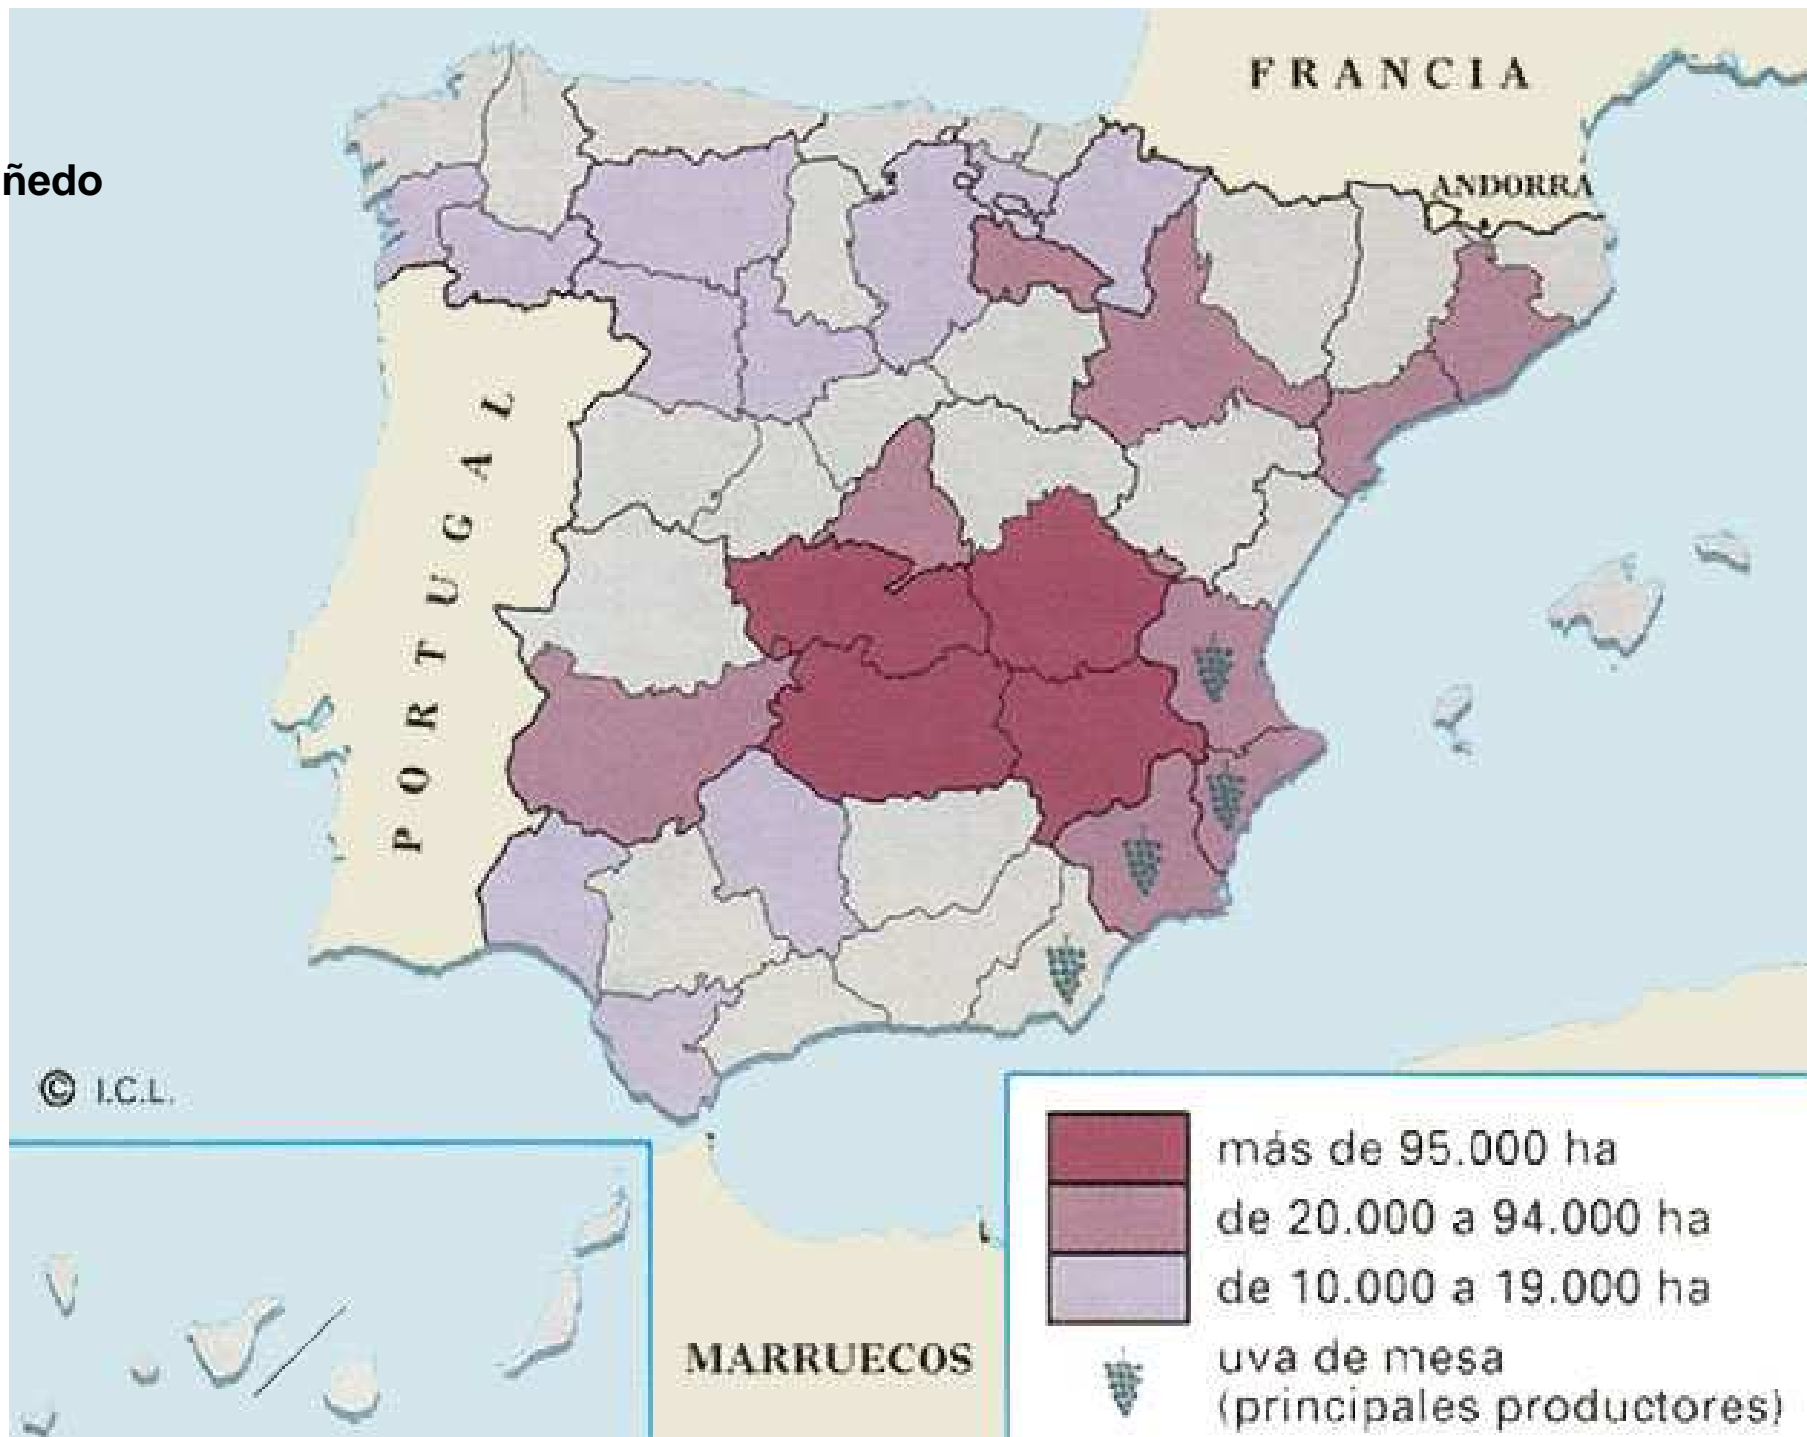 FRANCIA
ANDORRA
ñedo
PORTUGAL
© I.C.L.
MARRUECOS
más de 95.000 ha
de 20.000 a 94.000 ha
de 10.000 a 19.000 ha
uva de mesa
(principales productores)